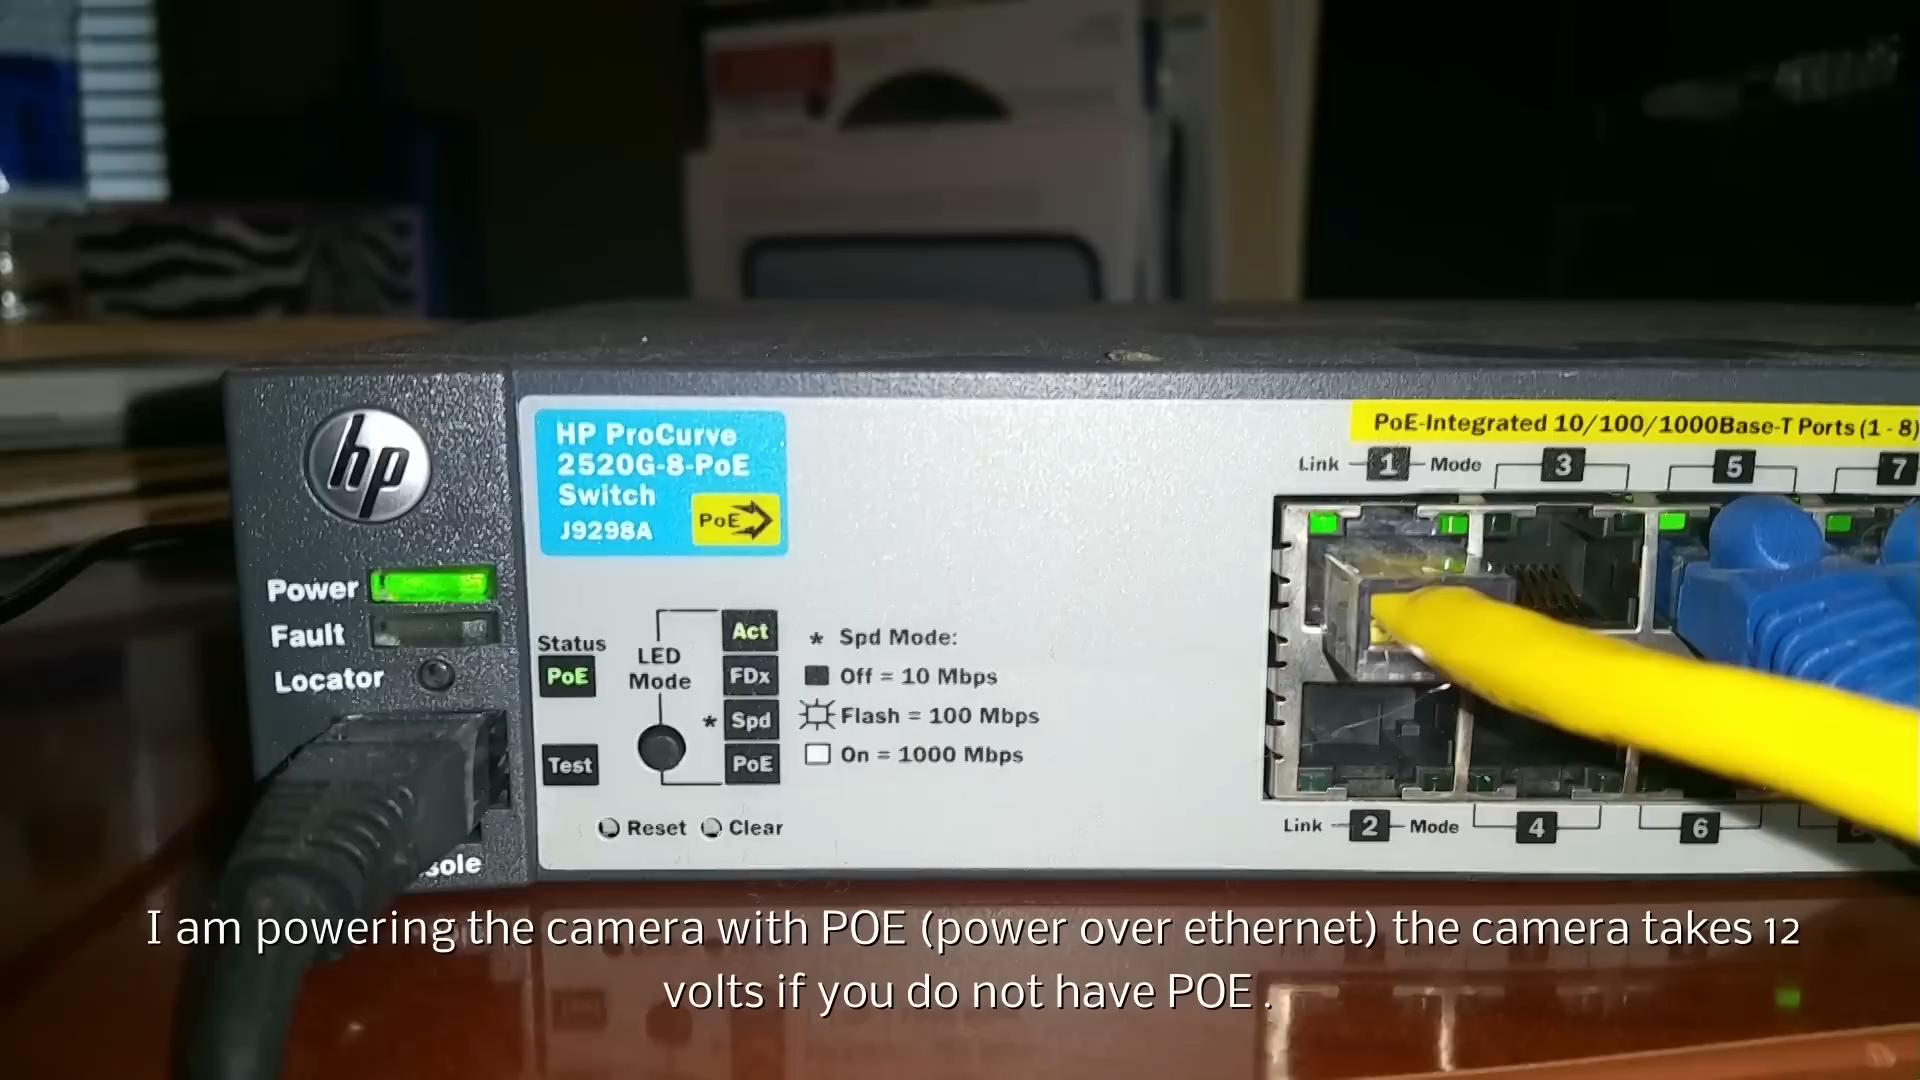 hp
HP ProCurve
2520G-8-PoE
Switch
J9298A
PoE
Power
Fault
Locator
Status
PoE
Test
LED
Mode
Act
FDx
* Spd
PoE
* Spd Mode:
Off = 10 Mbps
Flash = 100 Mbps
On = 1000 Mbps
Reset Clear
PoE-Integrated 10/100/1000Base-T Ports (1 - 8)
Link 1 Mode 3 5 7
Link 2 Mode 4 6
I am powering the camera with POE (power over ethernet) the camera takes 12
volts if you do not have POE .